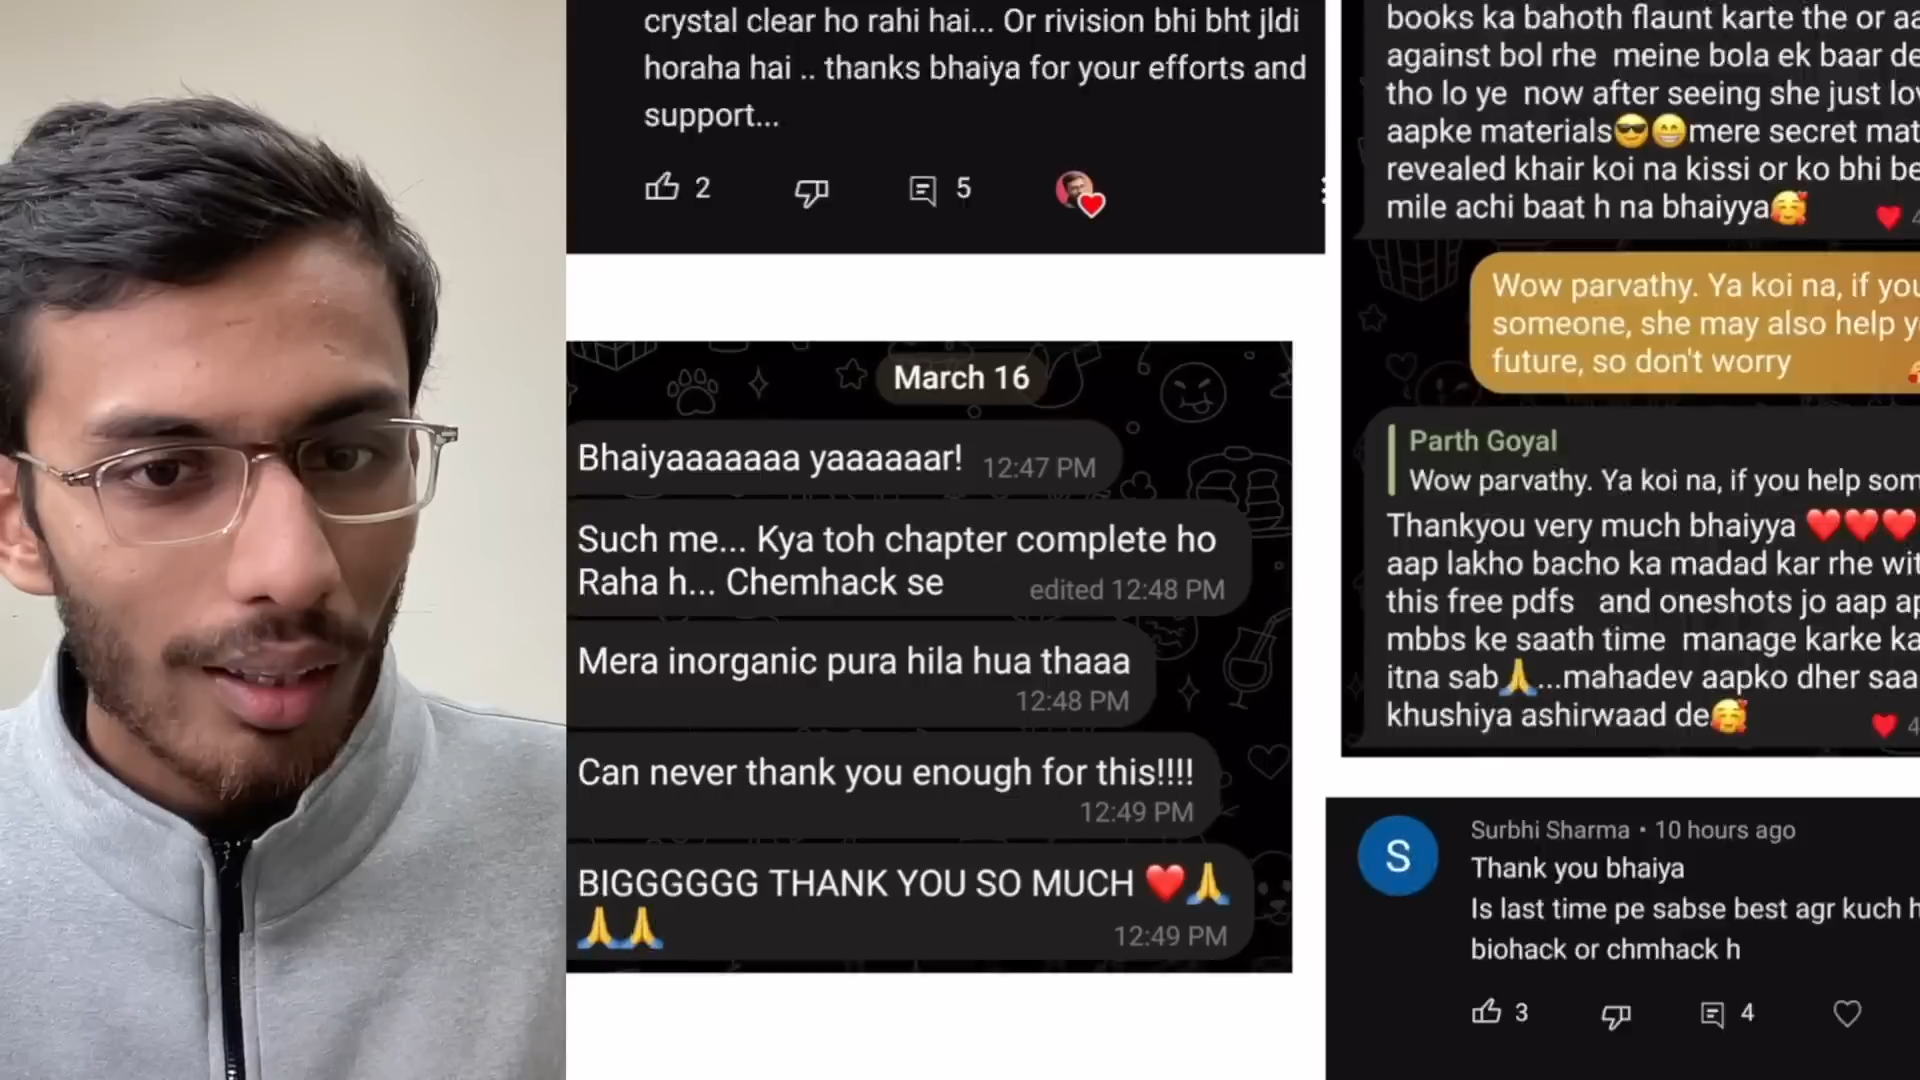 crystal clear ho rahi hai... Or rivision bhi bht jldi
horaha hai .. thanks bhaiya for your efforts and
support...
2
5
March 16
Bhaiyaaaaaaa yaaaaaar!
12:47 PM
Such me... Kya toh chapter complete ho
Raha h... Chemhack se
edited 12:48 PM
Mera inorganic pura hila hua thaaa
12:48 PM
Can never thank you enough for this!!!!
12:49 PM
BIGGGGGG THANK YOU SO MUCH ❤️🙏
🙏🙏
12:49 PM
books ka bahoth flaunt karte the or
against bol rhe meine bola ek baar
tho lo ye now after seeing she just
aapke materials😎😁mere secret
revealed khair koi na kissi or ko bhi
mile achi baat h na bhaiyya🥰
Wow parvathy. Ya koi na, if
someone, she may also help
future, so don't worry
Parth Goyal
Wow parvathy. Ya koi na, if you help
Thankyou very much bhaiyya ❤️❤️❤️
aap lakho bacho ka madad kar rhe
this free pdfs and oneshots jo aap
mbbs ke saath time manage karke
itna sab🙏...mahadev aapko dher
khushiya ashirwaad de🥰
S
Surbhi Sharma • 10 hours ago
Thank you bhaiya
Is last time pe sabse best agr kuch
biohack or chmhack h
3
4